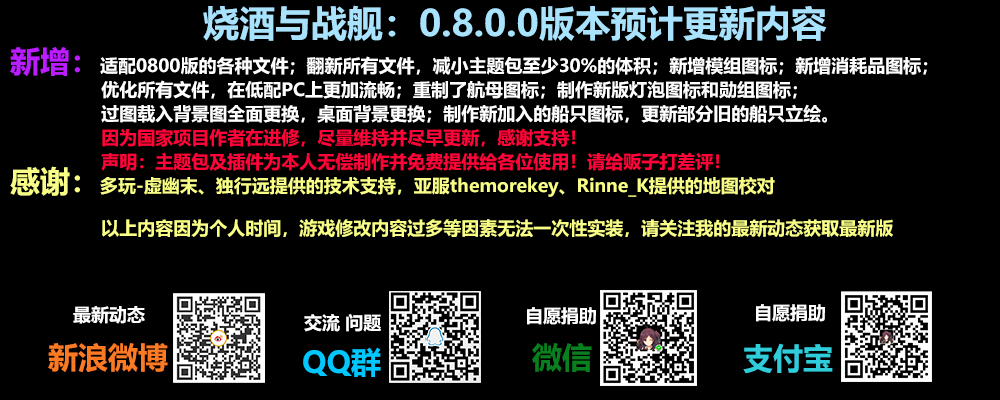 烧酒与战舰：0.8.0.0版本预计更新内容
新增：
适配0800版的各种文件；翻新所有文件，减小主题包至少30%的体积；新增模组图标；新增消耗品图标；
优化所有文件，在低配PC上更加流畅；重制了航母图标；制作新版灯泡图标和勋组图标；
过图载入背景图全面更换，桌面背景更换；制作新加入的船只图标，更新部分旧的船只立绘。
因为国家项目作者在进修，尽量维持并尽早更新，感谢支持！
声明：主题包及插件为本人无偿制作并免费提供给各位使用！请给贩子打差评！
感谢：
多玩-虚幽末、独行远提供的技术支持，亚服themorekey、Rinne_K提供的地图校对
以上内容因为个人时间，游戏修改内容过多等因素无法一次性实装，请关注我的最新动态获取最新版
最新动态
新浪微博
交流 问题
QQ群
自愿捐助
微信
自愿捐助
支付宝